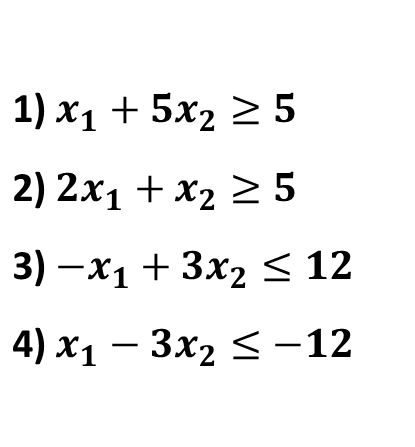 1) x₁ + 5x₂ ≥ 5
2) 2x₁ + x₂ ≥ 5
3) −x₁ + 3x₂ ≤ 12
4) x₁ − 3x₂ ≤ −12